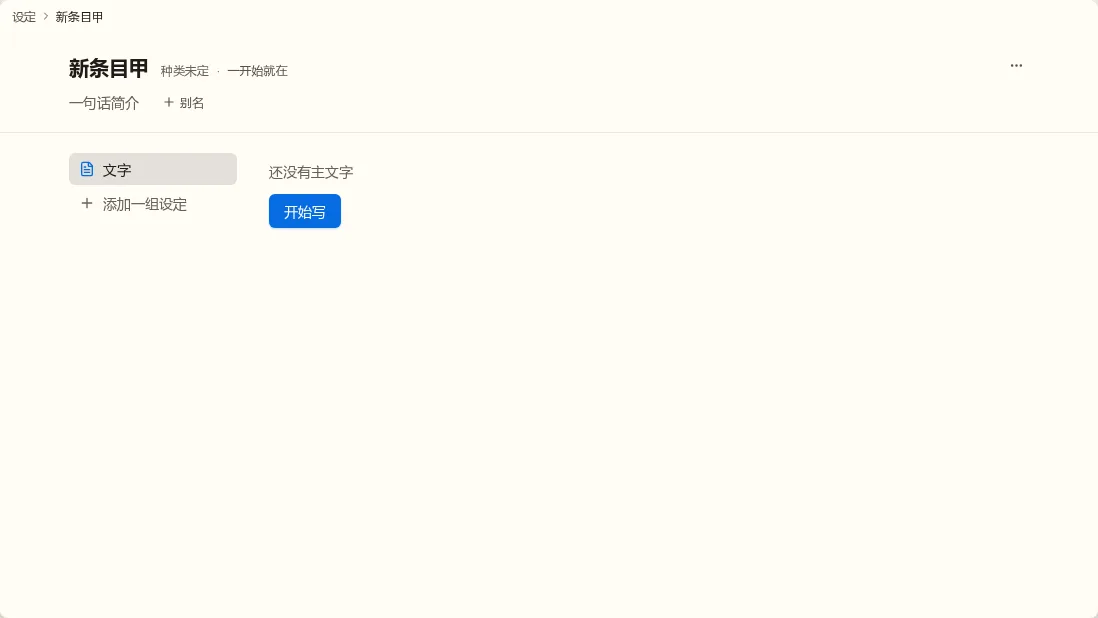 设定 > 新条目甲
新条目甲 种类未定 · 一开始就在
一句话简介 + 别名
文字
还没有主文字
+ 添加一组设定
开始写